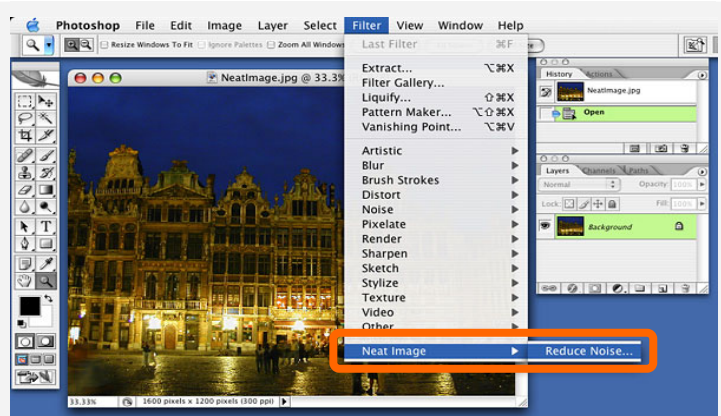 Photoshop File Edit Image Layer Select Filter View Window Help
Resize Windows To Fit Ignore Palettes Zoom All Windows
NeatImage.jpg @ 33.3%
Last Filter ⌘F
Extract... ⌥⌘X
Filter Gallery...
Liquify... ⇧⌘X
Pattern Maker... ⌥⇧⌘X
Vanishing Point... ⌥⌘V
Artistic
Blur
Brush Strokes
Distort
Noise
Pixelate
Render
Sharpen
Sketch
Stylize
Texture
Video
Other
Neat Image
Reduce Noise...
History Actions
NeatImage.jpg
Open
Layers Channels Paths
Normal Opacity: 100%
Lock: Fill: 100%
Background
33.33% 1600 pixels x 1200 pixels (300 ppi)